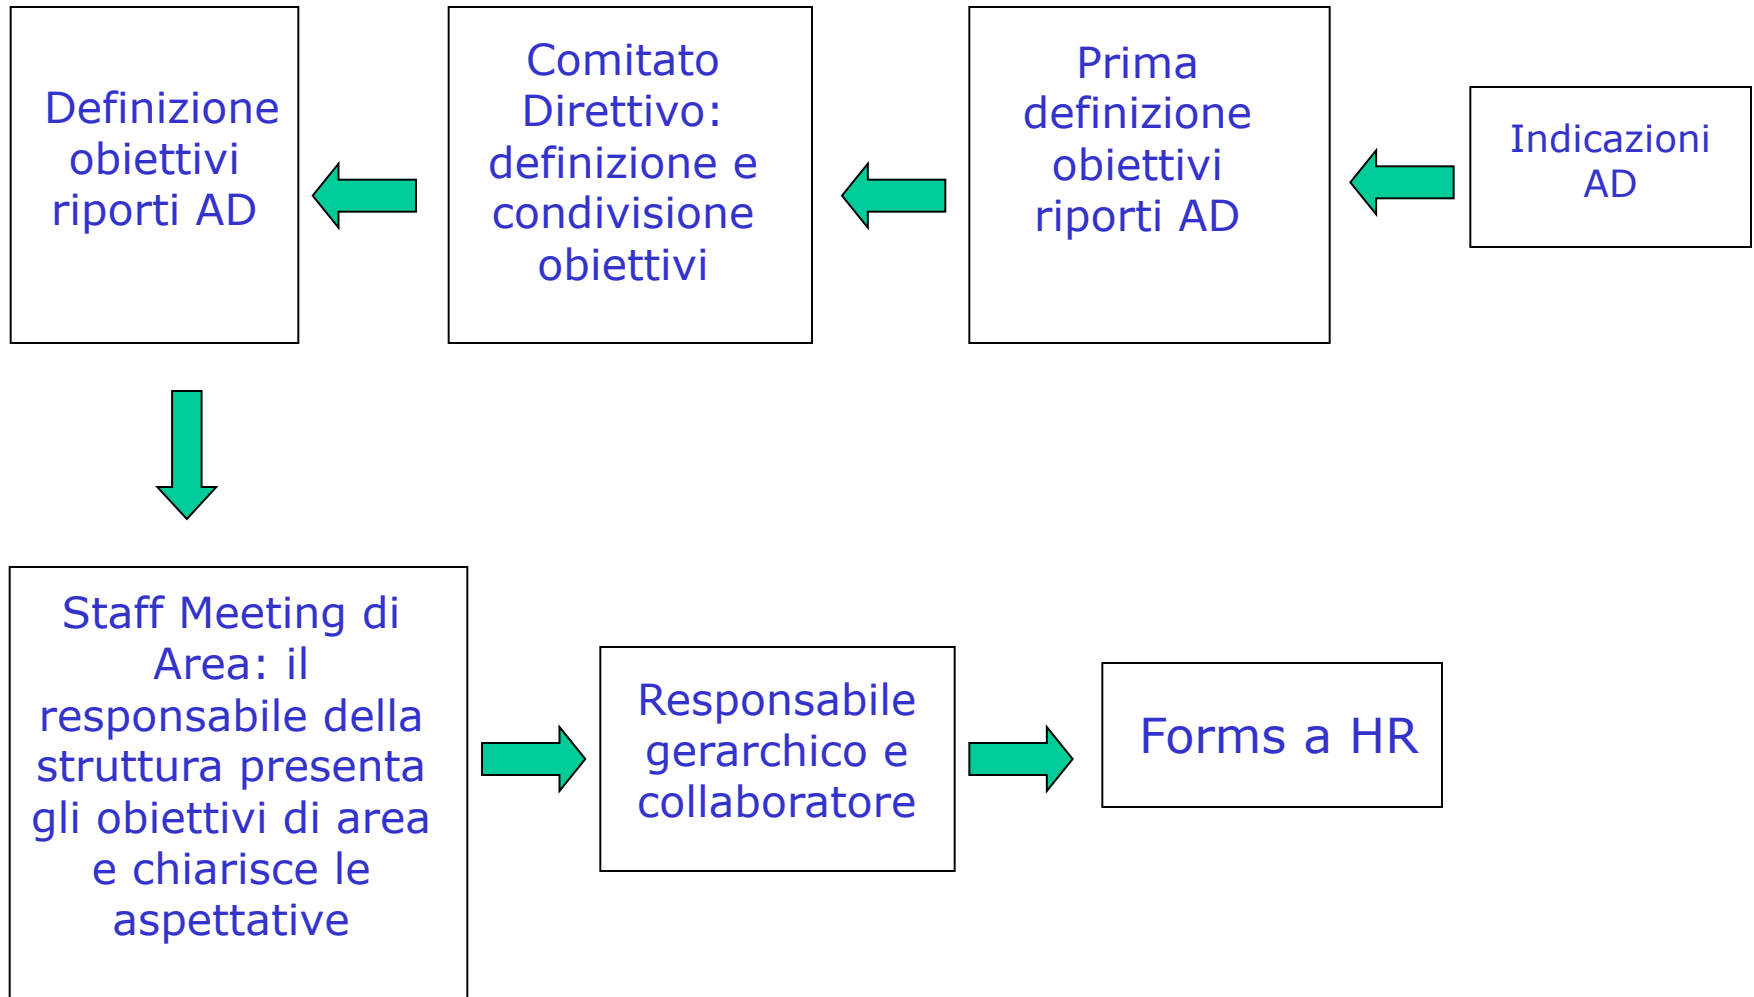 Definizione
obiettivi
riporti AD
Comitato
Direttivo:
definizione e
condivisione
obiettivi
Prima
definizione
obiettivi
riporti AD
Indicazioni
AD
Staff Meeting di
Area: il
responsabile della
struttura presenta
gli obiettivi di area
e chiarisce le
aspettative
Responsabile
gerarchico e
collaboratore
Forms a HR